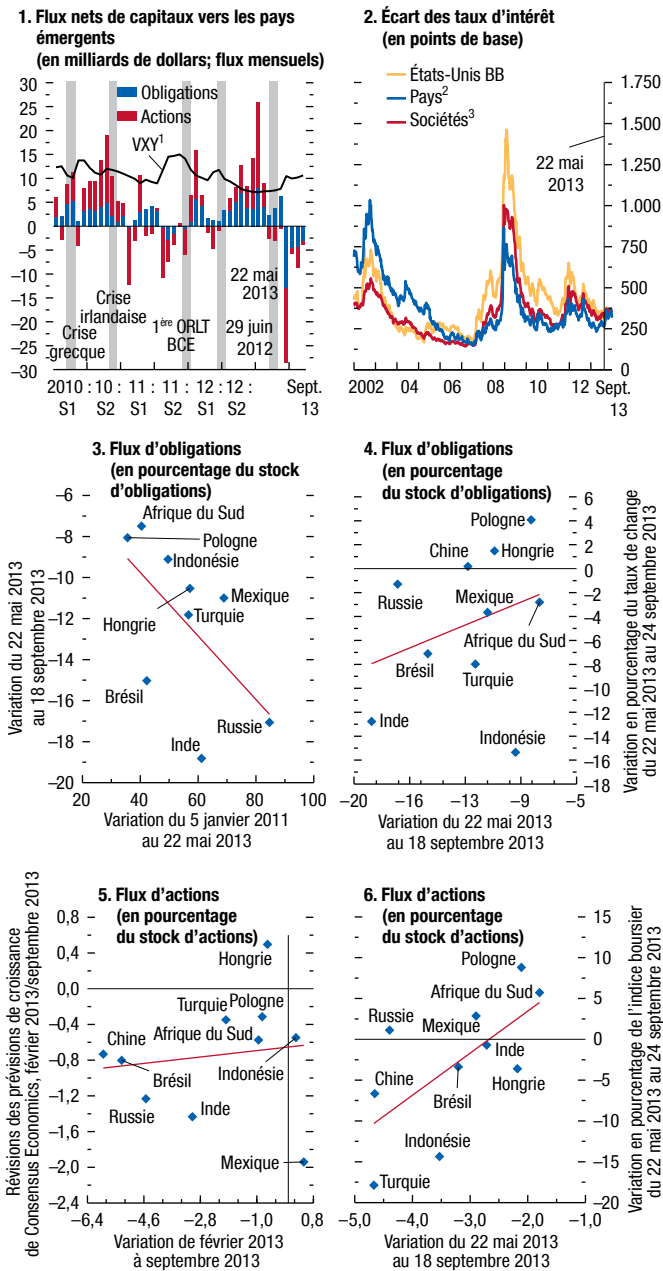 1. Flux nets de capitaux vers les pays
émergents
(en milliards de dollars; flux mensuels)
30
25
20
15
10
5
0
–5
–10
–15
–20
–25
–30
Obligations
Actions
VXY1
Crise
grecque
Crise
irlandaise
1ère ORLT
BCE
22 mai
2013
29 juin
2012
2010 : 10 : 11 : 11 : 12 : 12 : Sept.
S1 S2 S1 S2 S1 S2 13
2. Écart des taux d’intérêt
(en points de base)
États-Unis BB
Pays2
Sociétés3
22 mai
2013
1.750
1.500
1.250
1.000
750
500
250
0
2002 04 06 08 10 12 Sept.
13
3. Flux d’obligations
(en pourcentage du stock
d’obligations)
Variation du 22 mai 2013
au 18 septembre 2013
–6
–8
–10
–12
–14
–16
–18
–20
Afrique du Sud
Pologne
Indonésie
Mexique
Hongrie
Turquie
Brésil
Russie
Inde
20 40 60 80 100
Variation du 5 janvier 2011
au 22 mai 2013
4. Flux d’obligations
(en pourcentage
du stock d’obligations)
6
4
2
0
–2
–4
–6
–8
–10
–12
–14
–16
–18
Variation en pourcentage du taux de change
22 mai 2013 au 24 septembre 2013
Pologne
Chine
Hongrie
Russie
Mexique
Afrique du Sud
Brésil
Turquie
Inde
Indonésie
–20 –17 –13 –9 –5
Variation du 22 mai 2013
au 18 septembre 2013
5. Flux d’actions
(en pourcentage
du stock d’actions)
Révisions des prévisions de croissance
de Consensus Economics, février 2013/septembre 2013
0,8
0,4
0,0
–0,4
–0,8
–1,2
–1,6
–2,0
–2,4
Hongrie
Turquie
Pologne
Chine
Afrique du Sud
Brésil
Indonésie
Russie
Inde
Mexique
–6,4 –4,6 –2,8 –1,0 0,8
Variation de février 2013
à septembre 2013
6. Flux d’actions
(en pourcentage
du stock d’actions)
15
10
5
0
–5
–10
–15
–20
Variation en pourcentage de l’indice boursier
22 mai 2013 au 24 septembre 2013
Pologne
Afrique du Sud
Russie
Mexique
Inde
Chine
Brésil
Hongrie
Indonésie
Turquie
–5,0 –4,0 –3,0 –2,0 –1,0
Variation du 22 mai 2013
au 18 septembre 2013